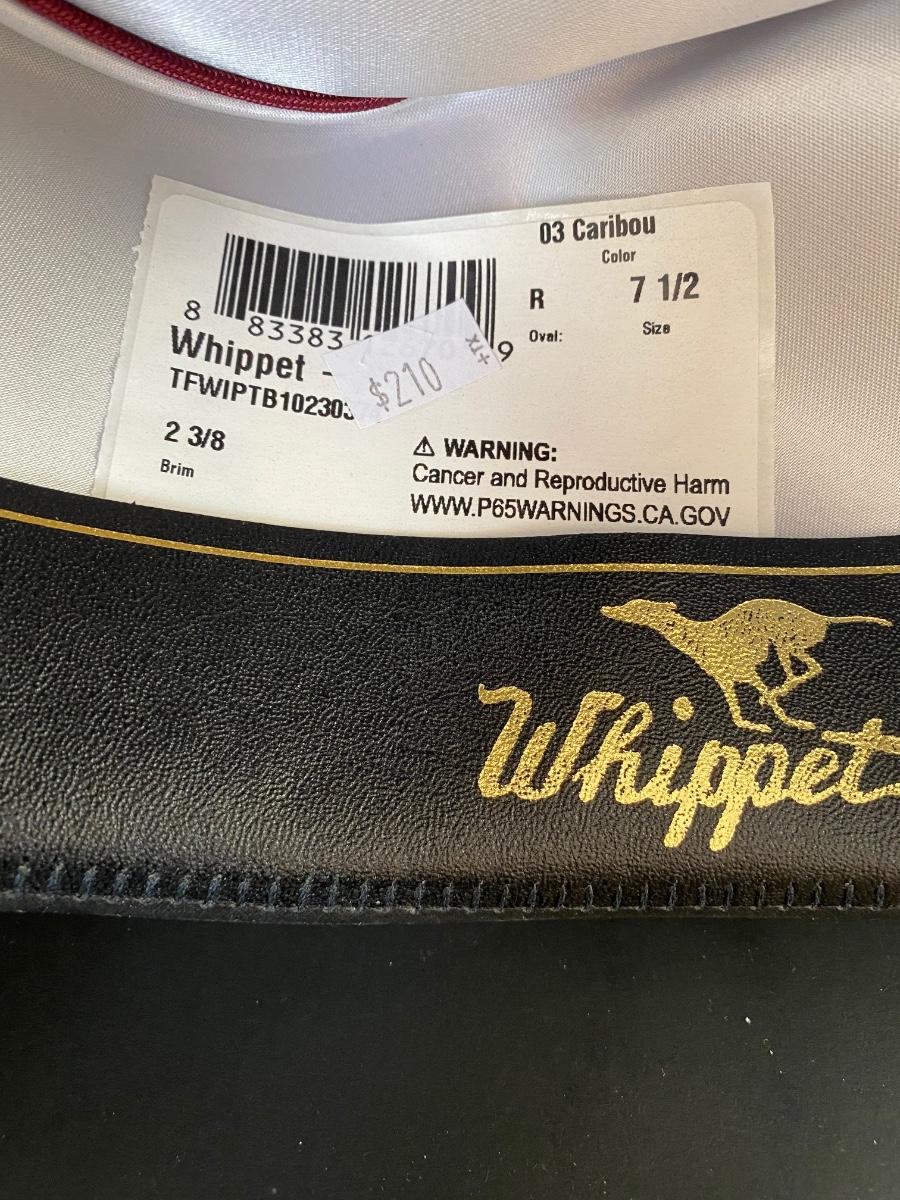 03 Caribou
Color
R
7 1/2
Oval:
Size
8 83383 9
Whippet -
TFWIPTB102303
$210
2 3/8
Brim
⚠ WARNING:
Cancer and Reproductive Harm
WWW.P65WARNINGS.CA.GOV
Whippet